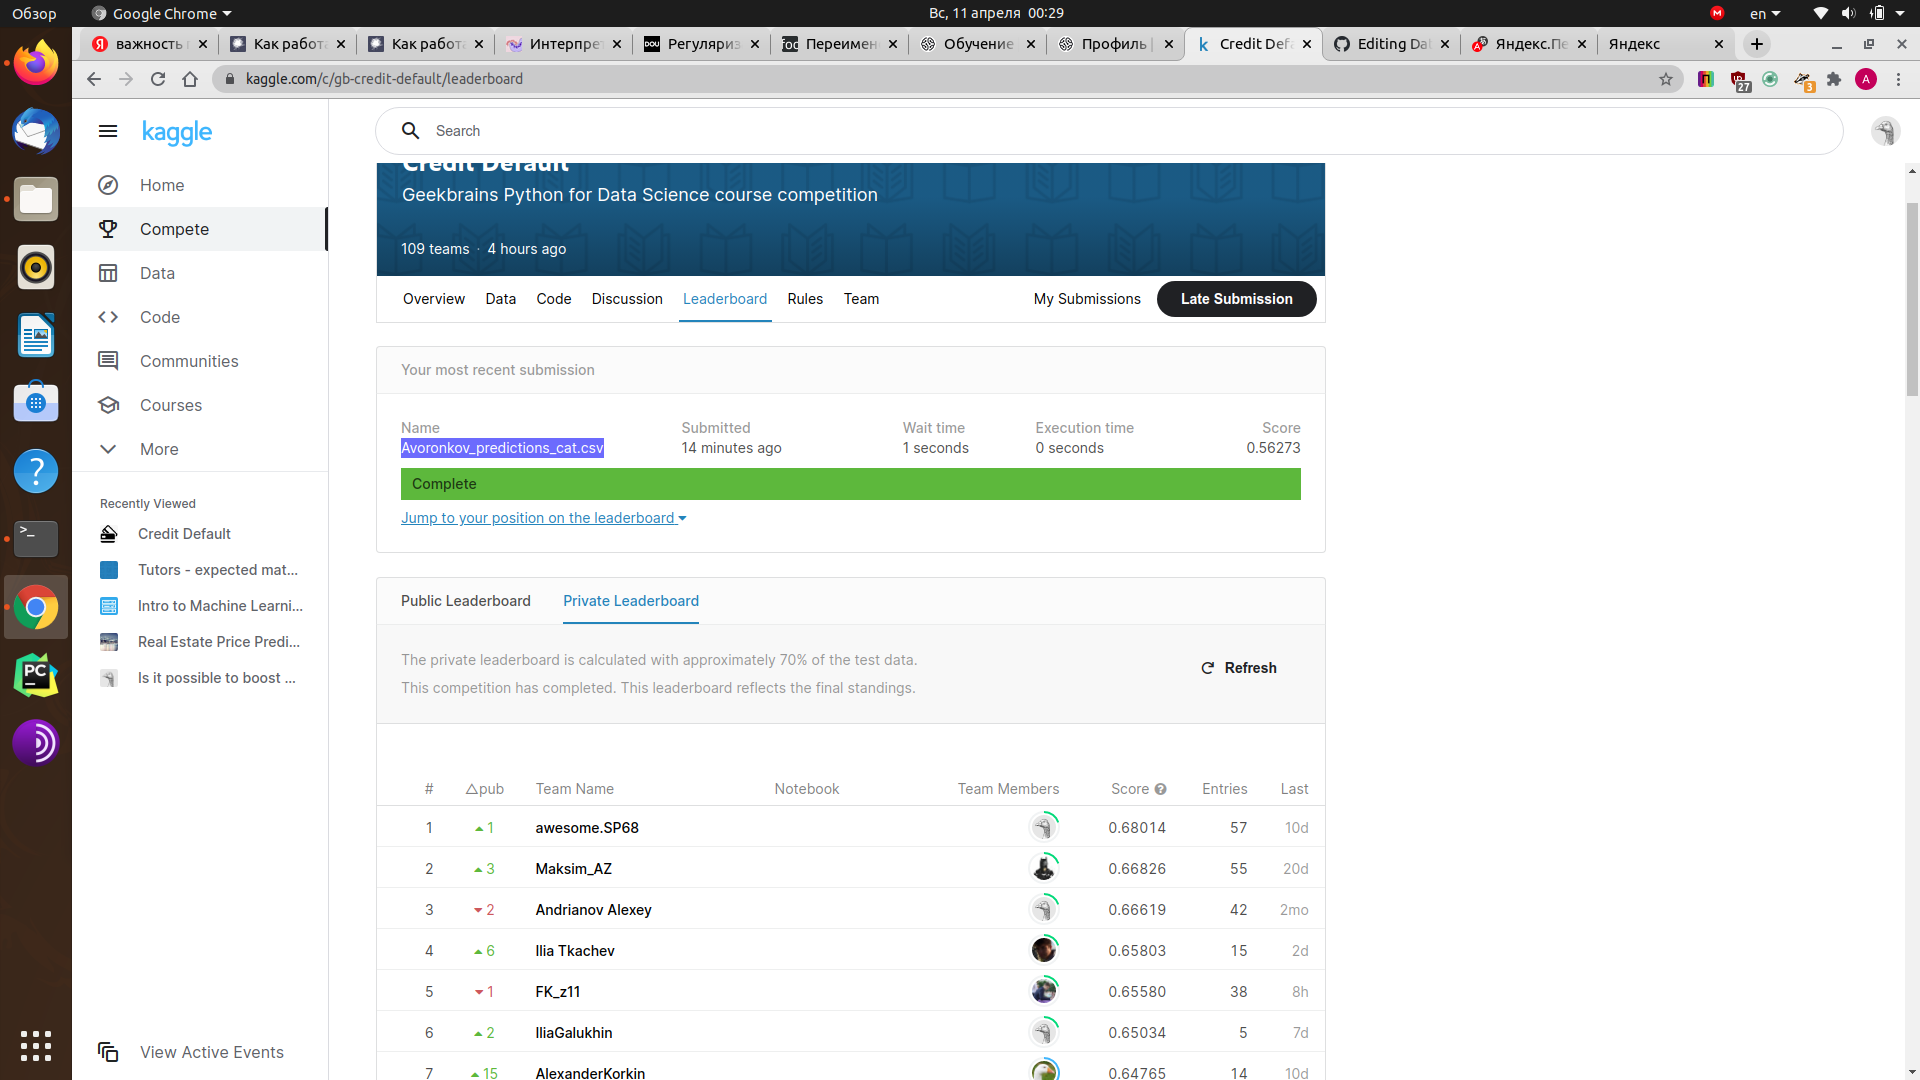 Обзор
Google Chrome
Вс, 11 апреля 00:29
en
важность
Как работа
Как работа
Интерпре
DOU
Регуляриз
Переимен
Обучение
Профиль |
Credit Defa
Editing Dat
Яндекс.Пе
Яндекс
kaggle.com/c/gb-credit-default/leaderboard
27
3
A
kaggle
Search
Home
Compete
Data
Code
Communities
Courses
More
Recently Viewed
Credit Default
Tutors - expected mat...
Intro to Machine Learni...
Real Estate Price Predi...
Is it possible to boost ...
View Active Events
Credit Default
Geekbrains Python for Data Science course competition
109 teams · 4 hours ago
Overview Data Code Discussion Leaderboard Rules Team My Submissions Late Submission
Your most recent submission
Name Submitted Wait time Execution time Score
Avoronkov_predictions_cat.csv 14 minutes ago 1 seconds 0 seconds 0.56273
Complete
Jump to your position on the leaderboard
Public Leaderboard Private Leaderboard
The private leaderboard is calculated with approximately 70% of the test data.
This competition has completed. This leaderboard reflects the final standings.
Refresh
# △pub Team Name Notebook Team Members Score Entries Last
1 1 awesome.SP68 0.68014 57 10d
2 3 Maksim_AZ 0.66826 55 20d
3 2 Andrianov Alexey 0.66619 42 2mo
4 6 Ilia Tkachev 0.65803 15 2d
5 1 FK_z11 0.65580 38 8h
6 2 IliaGalukhin 0.65034 5 7d
7 15 AlexanderKorkin 0.64765 14 10d